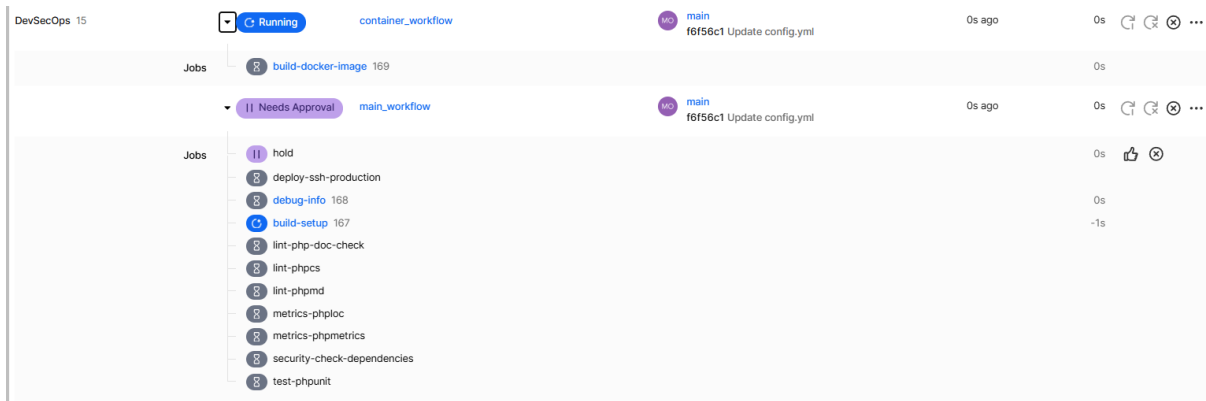 DevSecOps 15 Running container_workflow MO main 0s ago 0s
f6f56c1 Update config.yml
Jobs build-docker-image 169 0s
Needs Approval main_workflow MO main 0s ago 0s
f6f56c1 Update config.yml
Jobs hold 0s
deploy-ssh-production
debug-info 168 0s
build-setup 167 -1s
lint-php-doc-check
lint-phpcs
lint-phpmd
metrics-phploc
metrics-phpmetrics
security-check-dependencies
test-phpunit